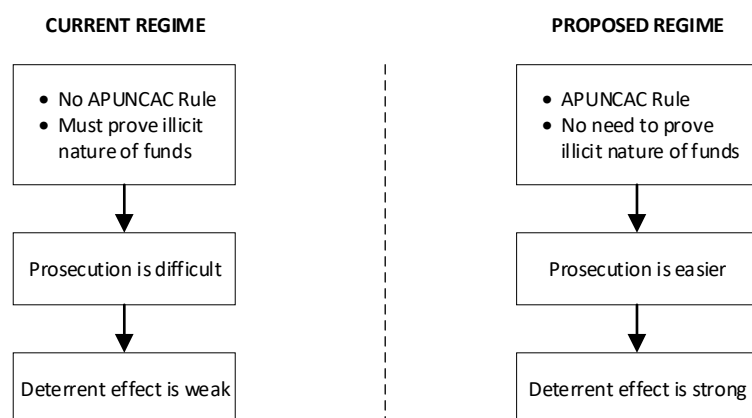 CURRENT REGIME
• No APUNCAC Rule
• Must prove illicit
nature of funds
Prosecution is difficult
Deterrent effect is weak
PROPOSED REGIME
• APUNCAC Rule
• No need to prove
illicit nature of funds
Prosecution is easier
Deterrent effect is strong